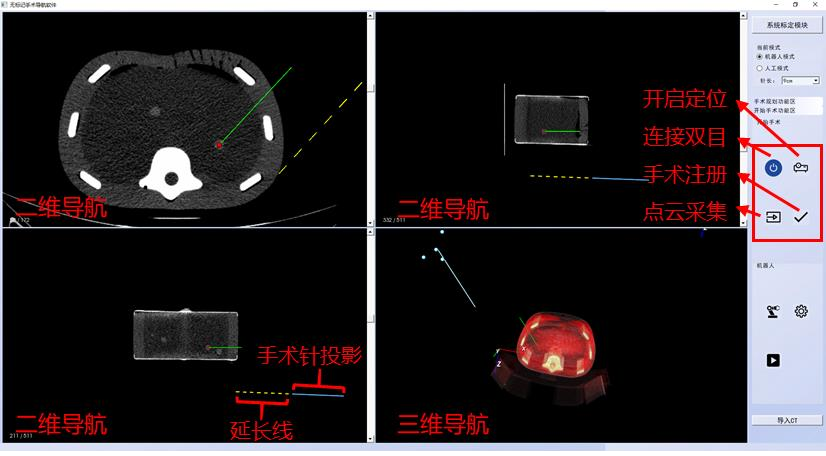 无标记手术导航软件
系统标定模块
当前模式
机器人模式
人工模式
针长:
9cm
手术规划功能区
开始手术功能区
开始手术
开启定位
连接双目
手术注册
点云采集
二维导航
/ 172
二维导航
332 / 511
机器人
手术针投影
延长线
二维导航
211 / 511
三维导航
X
Y
Z
导入CT